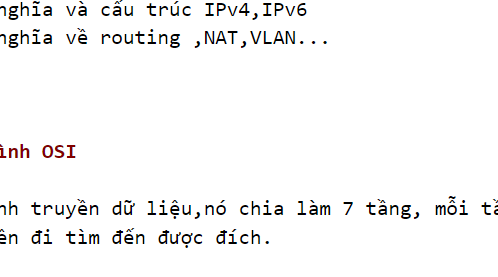 nghĩa và cấu trúc IPv4,IPv6
nghĩa về routing ,NAT,VLAN...
ình OSI
nh truyền dữ liệu,nó chia làm 7 tầng, mỗi tầ
ên đi tìm đến được đích.